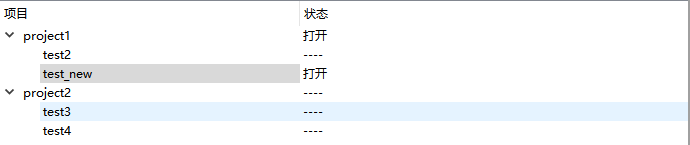 项目 状态
project1 打开
test2 ----
test_new 打开
project2 ----
test3 ----
test4 ----